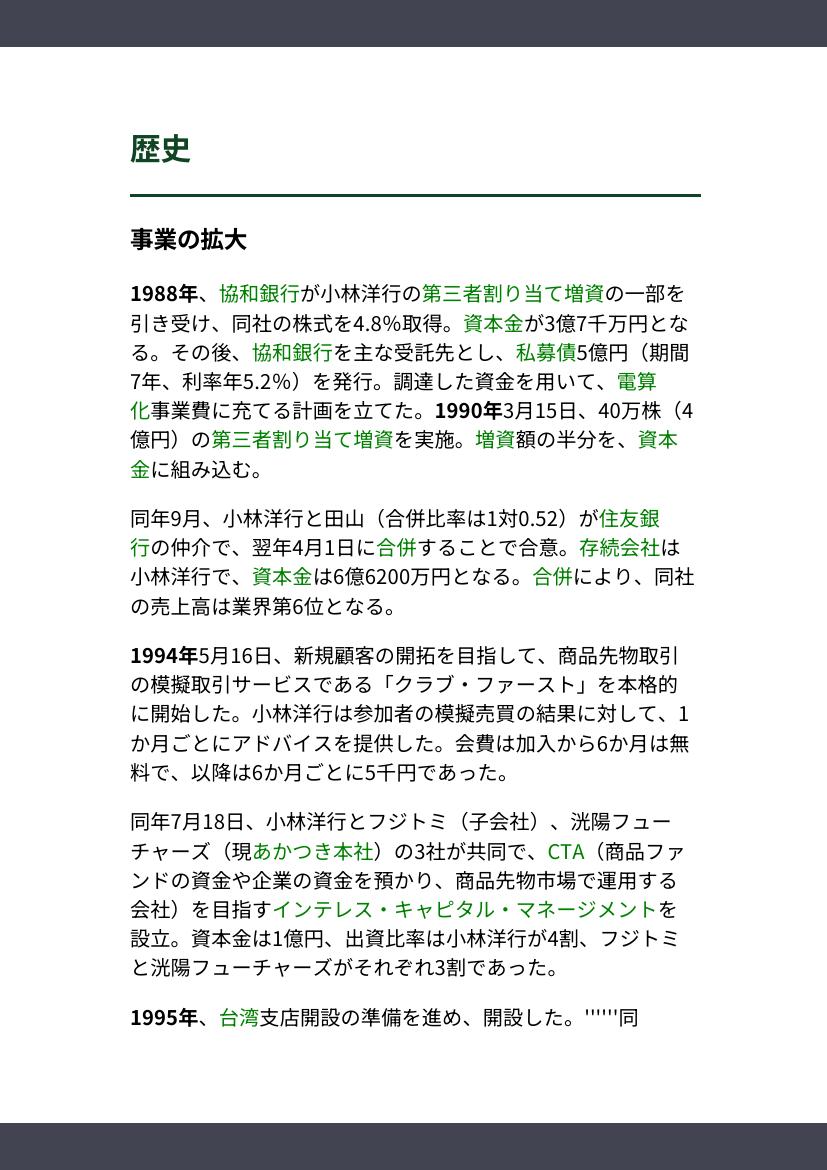 歴史
事業の拡大
1988年、協和銀行が小林洋行の第三者割り当て増資の一部を
引き受け、同社の株式を4.8%取得。資本金が3億7千万円とな
る。その後、協和銀行を主な受託先とし、私募債5億円（期間
7年、利率年5.2%）を発行。調達した資金を用いて、電算
化事業費に充てる計画を立てた。1990年3月15日、40万株（4
億円）の第三者割り当て増資を実施。増資額の半分を、資本
金に組み込む。
同年9月、小林洋行と田山（合併比率は1対0.52）が住友銀
行の仲介で、翌年4月1日に合併することで合意。存続会社は
小林洋行で、資本金は6億6200万円となる。合併により、同社
の売上高は業界第6位となる。
1994年5月16日、新規顧客の開拓を目指して、商品先物取引
の模擬取引サービスである「クラブ・ファースト」を本格的
に開始した。小林洋行は参加者の模擬売買の結果に対して、1
か月ごとにアドバイスを提供した。会費は加入から6か月は無
料で、以降は6か月ごとに5千円であった。
同年7月18日、小林洋行とフジトミ（子会社）、洸陽フュー
チャーズ（現あかつき本社）の3社が共同で、CTA（商品ファ
ンドの資金や企業の資金を預かり、商品先物市場で運用する
会社）を目指すインテレス・キャピタル・マネージメントを
設立。資本金は1億円、出資比率は小林洋行が4割、フジトミ
と洸陽フューチャーズがそれぞれ3割であった。
1995年、台湾支店開設の準備を進め、開設した。''''''同